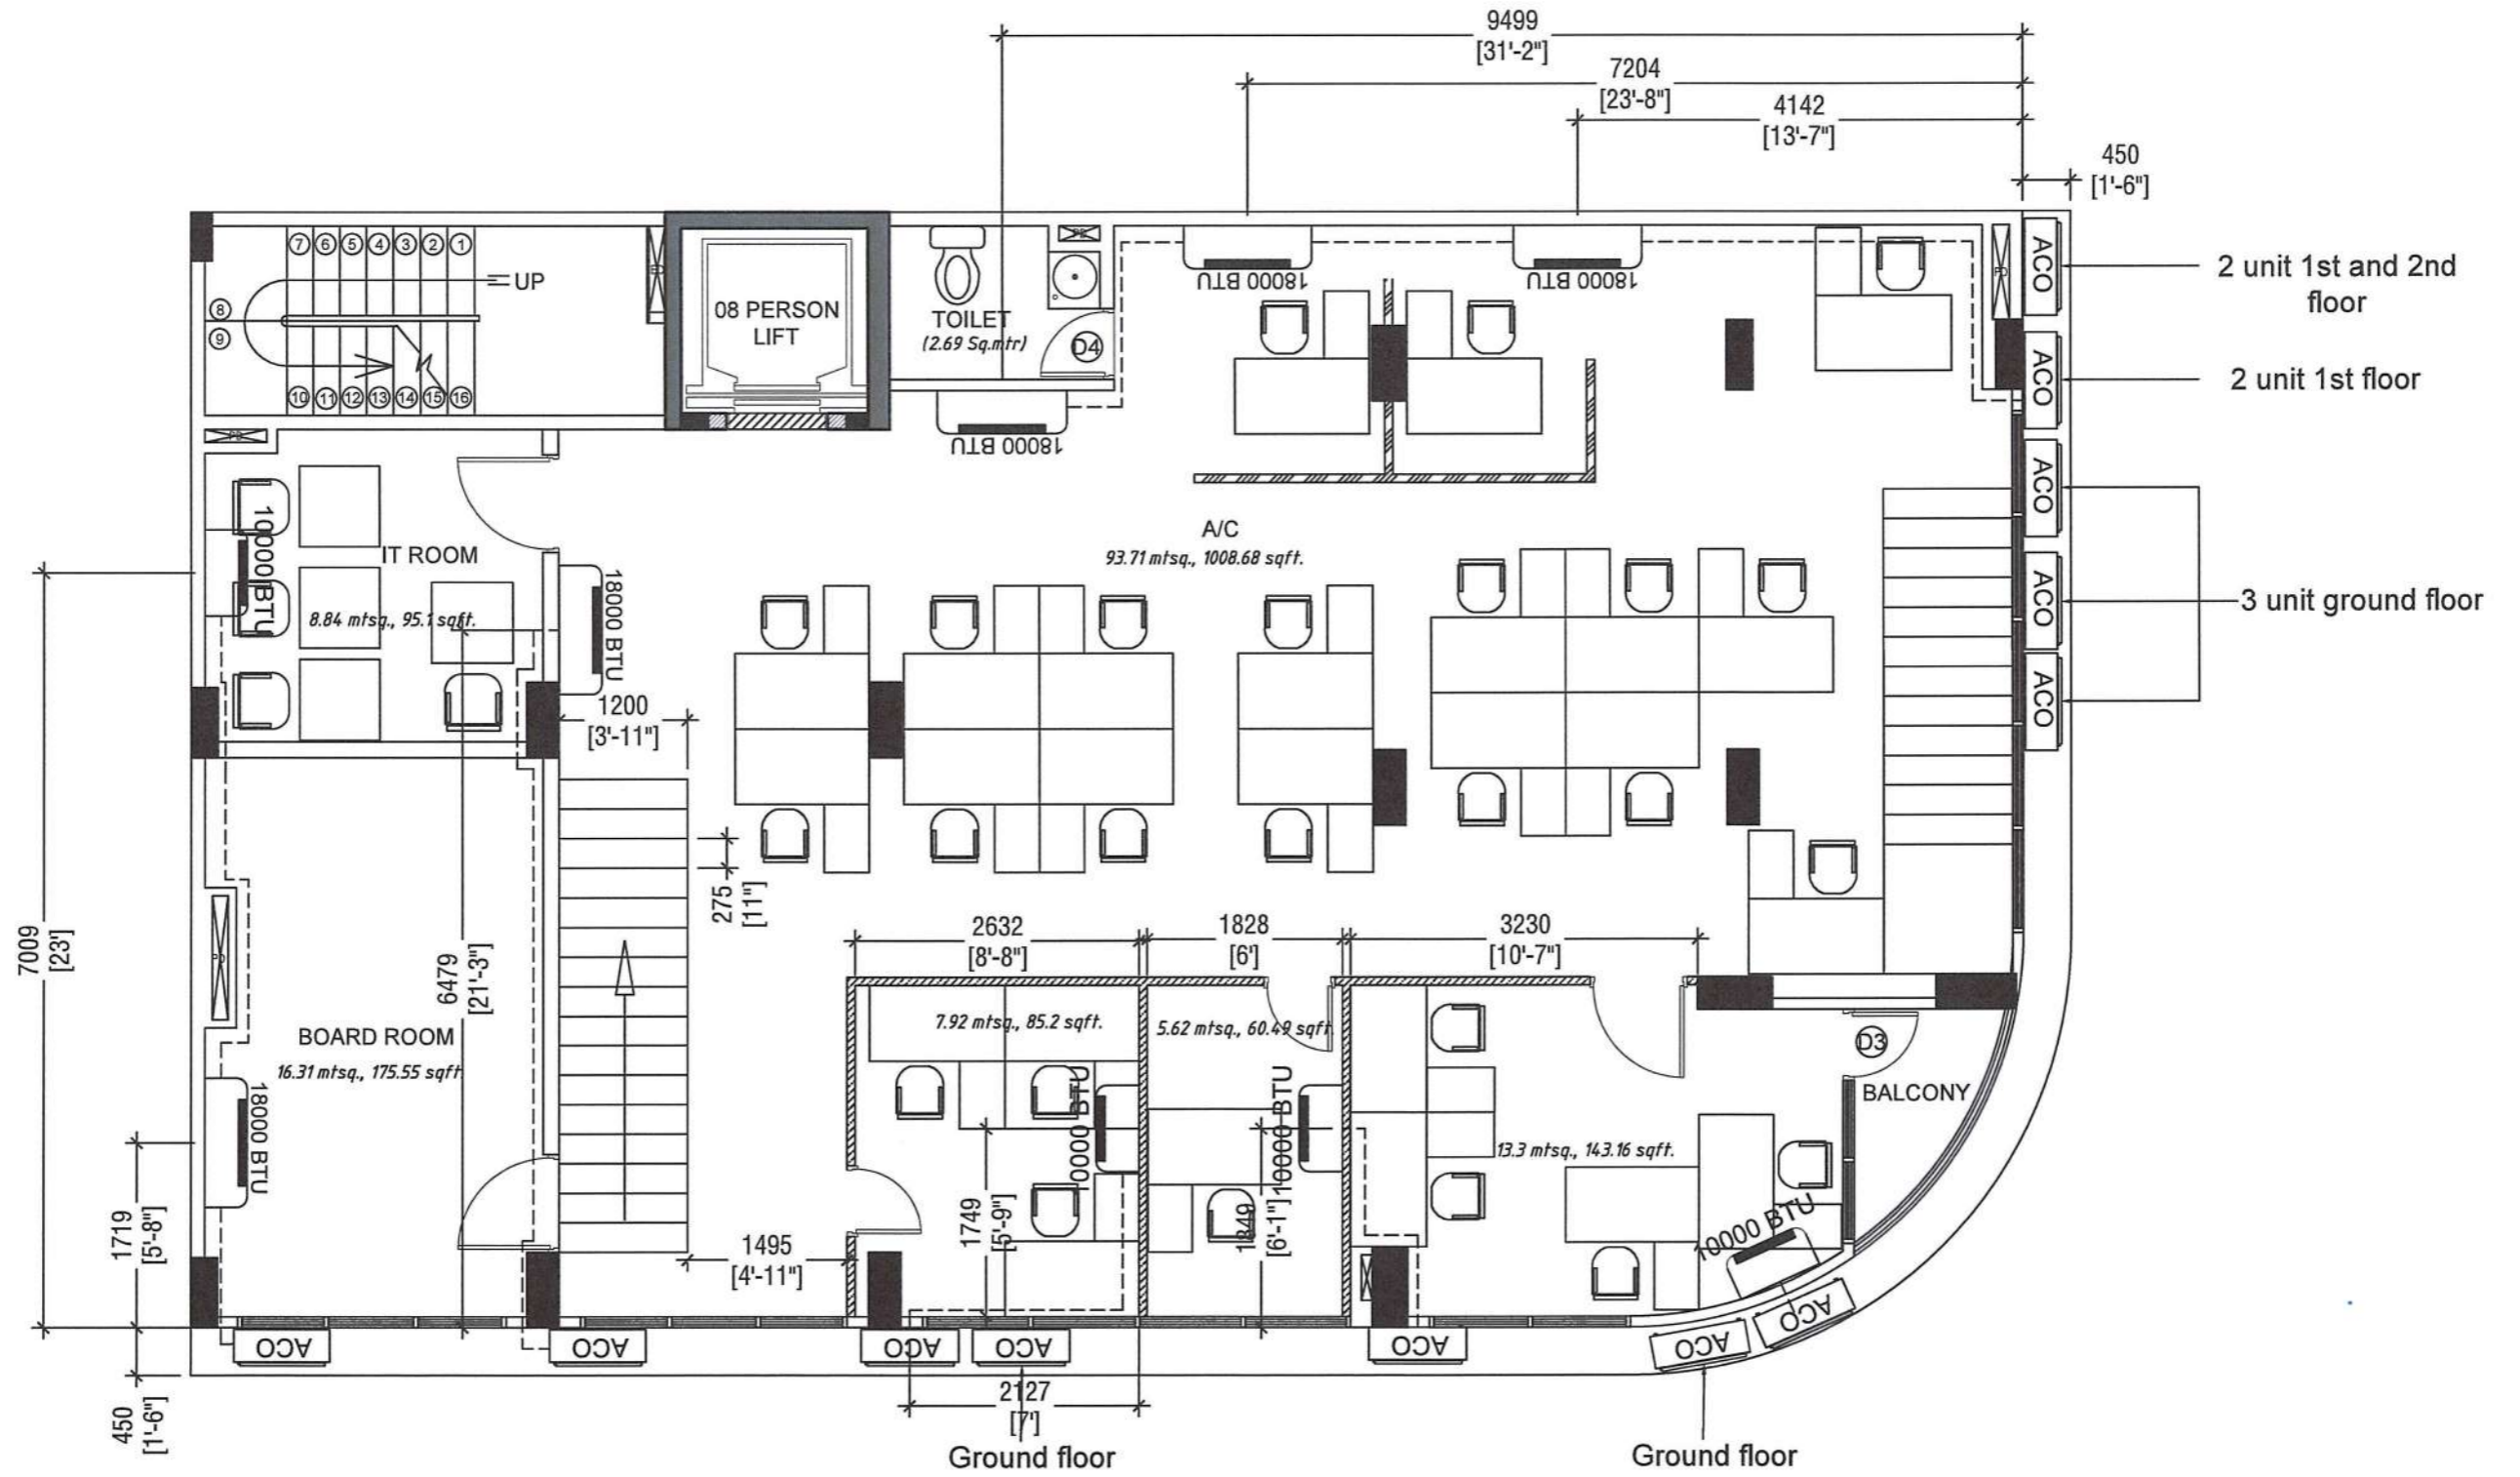 9499
[31'-2"]
7204
[23'-8"]
4142
[13'-7"]
450
[1'-6"]
7
6
5
4
3
2
1
UP
8
9
10
11
12
13
14
15
16
08 PERSON
LIFT
TOILET
(2.69 Sq.mtr)
D4
18000 BTU
18000 BTU
18000 BTU
ACO
ACO
ACO
ACO
ACO
2 unit 1st and 2nd
floor
2 unit 1st floor
3 unit ground floor
A/C
93.71 mtsq., 1008.68 sqft.
10000 BTU
IT ROOM
8.84 mtsq., 95.1 sqft.
18000 BTU
1200
[3'-11"]
275
[11"]
7009
[23']
6479
[21'-3"]
PD
BOARD ROOM
16.31 mtsq., 175.55 sqft.
18000 BTU
1719
[5'-8"]
450
[1'-6"]
1495
[4'-11"]
2632
[8'-8"]
1828
[6']
3230
[10'-7"]
7.92 mtsq., 85.2 sqft.
5.62 mtsq., 60.49 sqft.
10000 BTU
10000 BTU
1749
[5'-9"]
1849
[6'-1"]
13.3 mtsq., 143.16 sqft.
D3
BALCONY
10000 BTU
ACO
ACO
ACO
ACO
ACO
ACO
ACO
2127
[7']
Ground floor
Ground floor